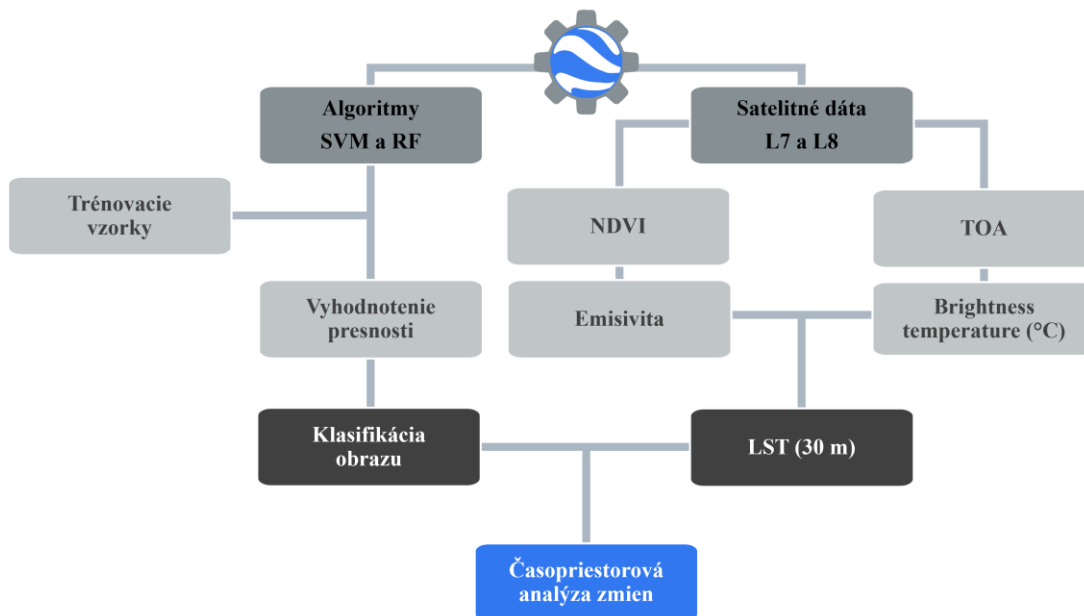 Algoritmy
SVM a RF
Satelitné dáta
L7 a L8
Trénovacie
vzorky
NDVI
TOA
Vyhodnotenie
presnosti
Emisivita
Brightness
temperature (°C)
Klasifikácia
obrazu
LST (30 m)
Časopriestorová
analýza zmien